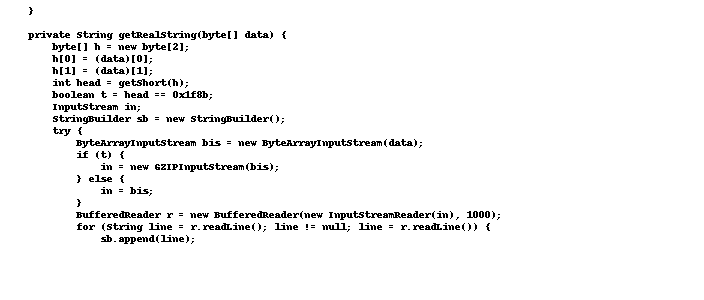 }
private String getRealString(byte[] data) {
byte[] h = new byte[2];
h[0] = (data)[0];
h[1] = (data)[1];
int head = getShort(h);
boolean t = head == 0x1f8b;
InputStream in;
StringBuilder sb = new StringBuilder();
try {
ByteArrayInputStream bis = new ByteArrayInputStream(data);
if (t) {
in = new GZIPInputStream(bis);
} else {
in = bis;
}
BufferedReader r = new BufferedReader(new InputStreamReader(in), 1000);
for (String line = r.readLine(); line != null; line = r.readLine()) {
sb.append(line);